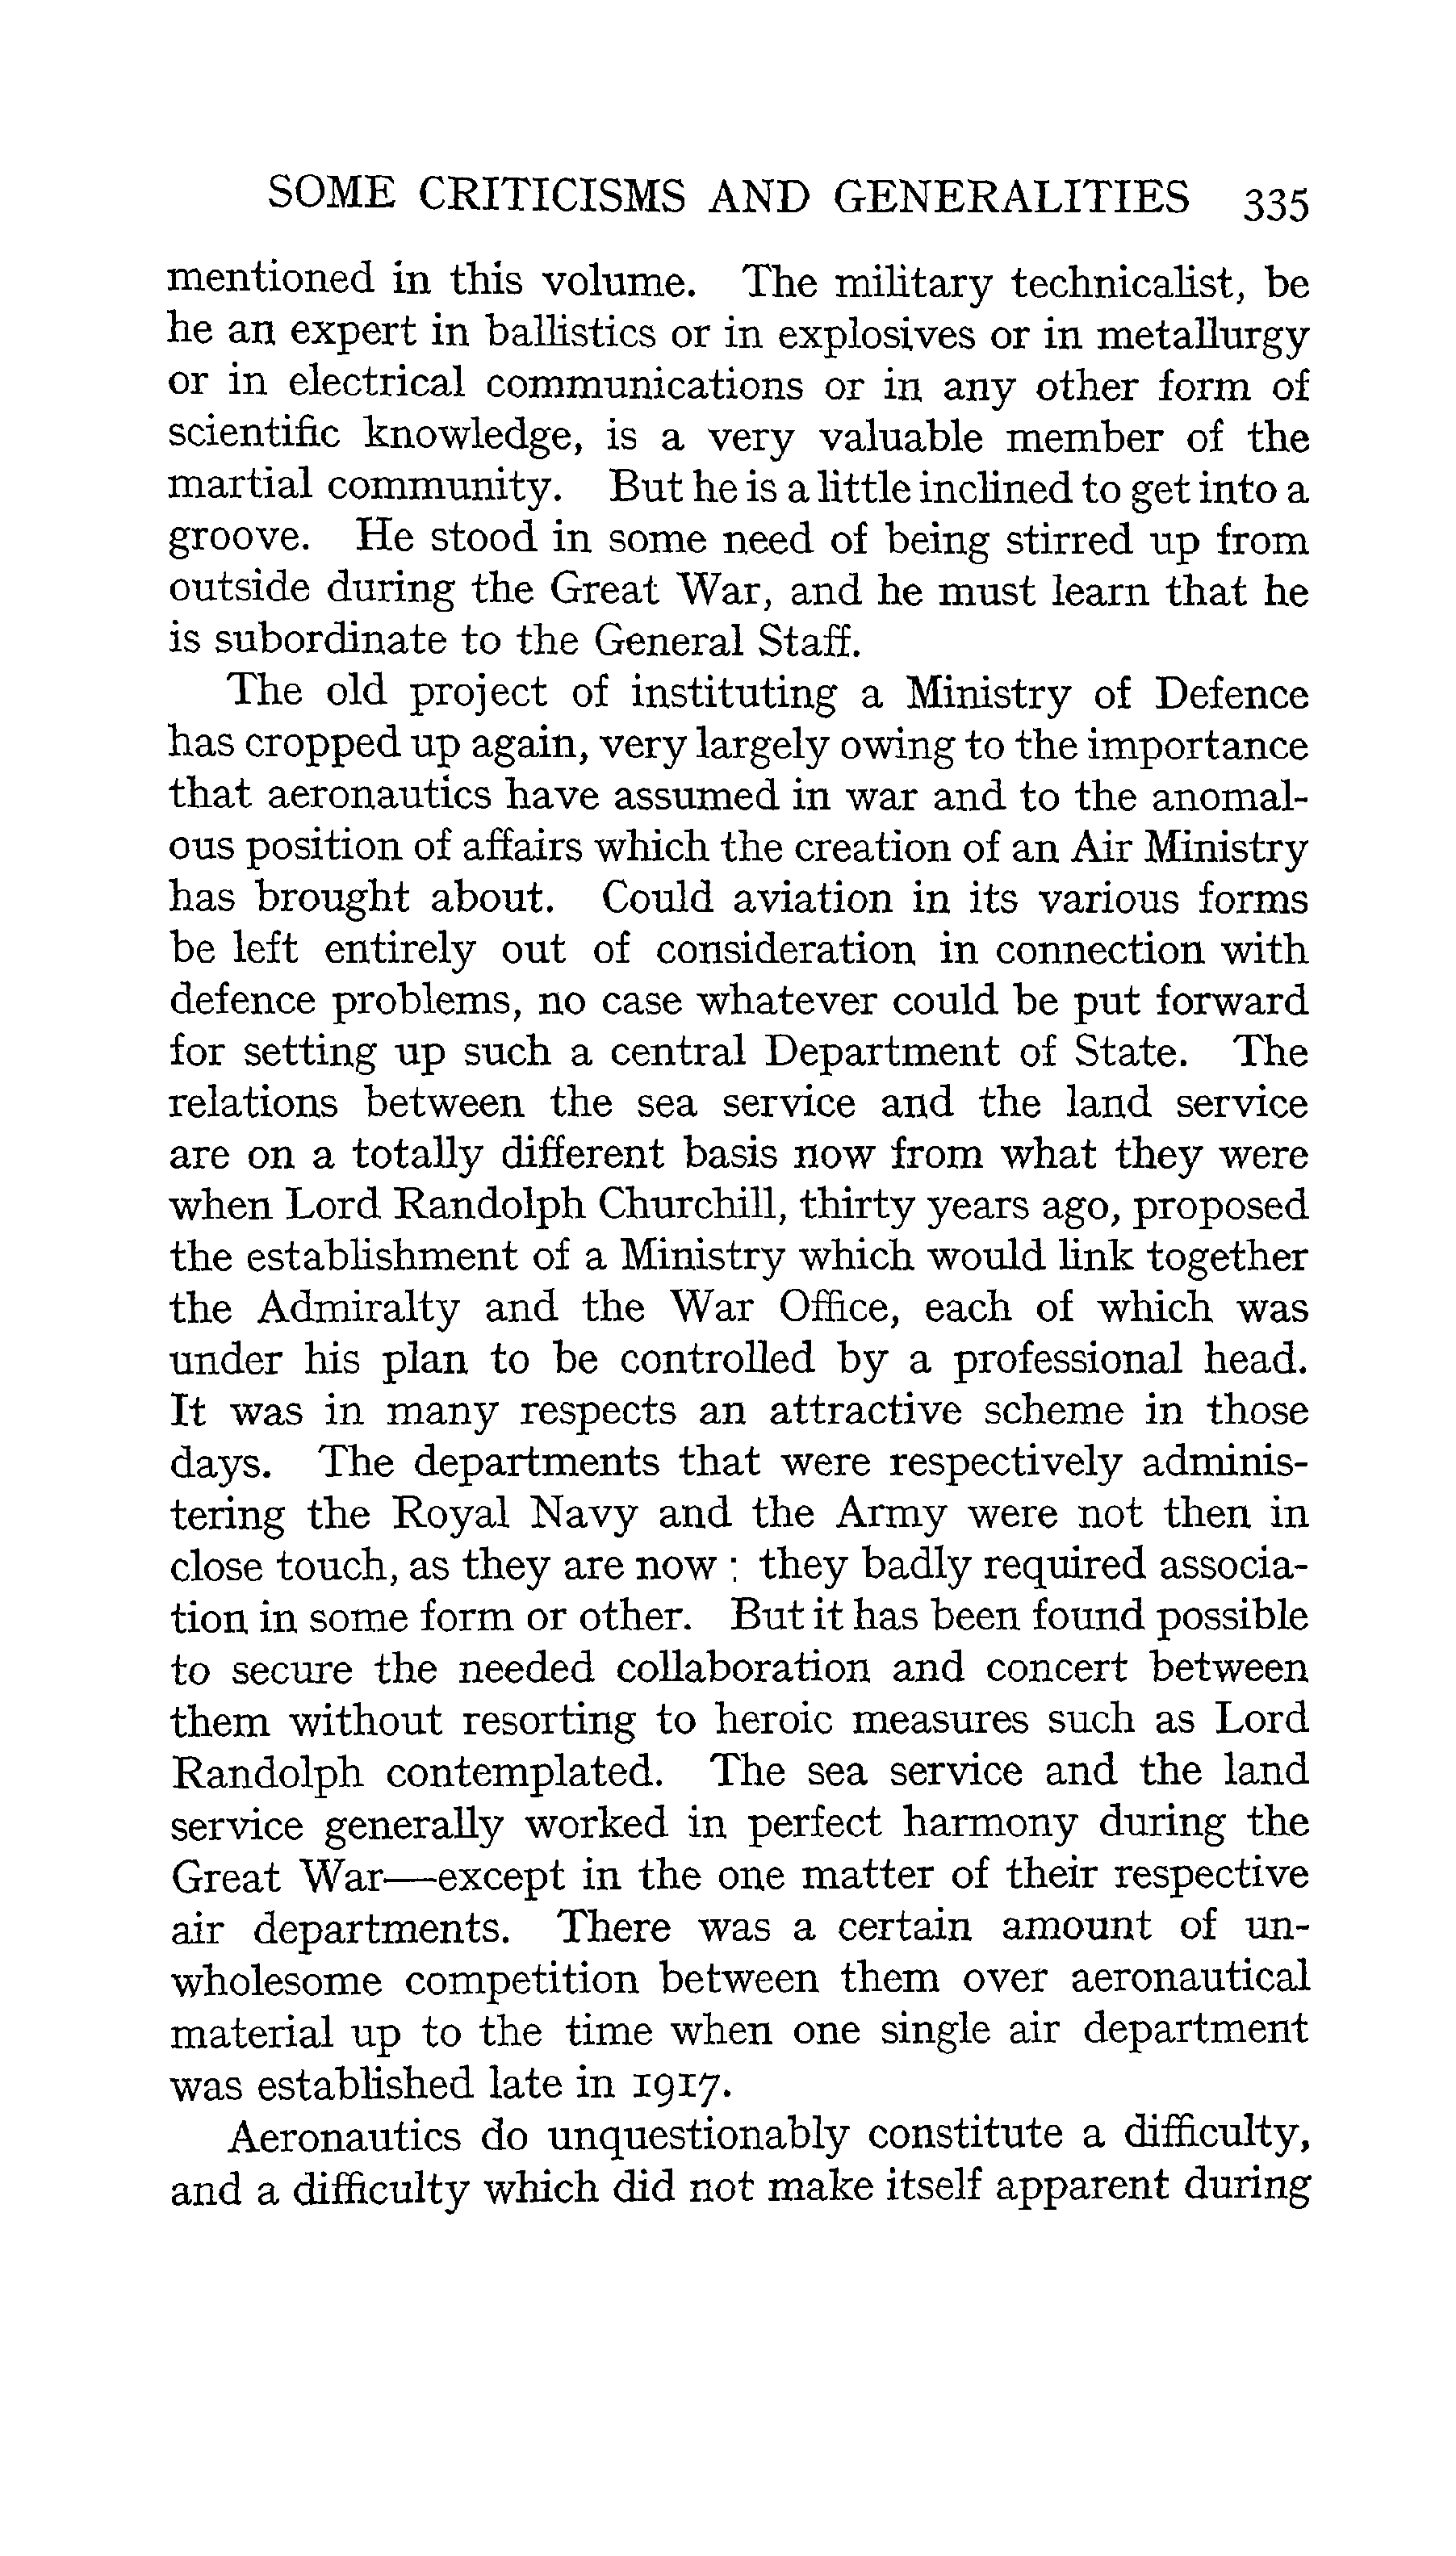 SOME CRITICISMS AND GENERALITIES 335
mentioned in this volume. The military technicalist, be
he an expert in ballistics or in explosives or in metallurgy
or in electrical communications or in any other form of
scientific knowledge, is a very valuable member of the
martial community. But he is a little inclined to get into a
groove. He stood in some need of being stirred up from
outside during the Great War, and he must learn that he
is subordinate to the General Staff.
The old project of instituting a Ministry of Defence
has cropped up again, very largely owing to the importance
that aeronautics have assumed in war and to the anomal-
ous position of affairs which the creation of an Air Ministry
has brought about. Could aviation in its various forms
be left entirely out of consideration in connection with
defence problems, no case whatever could be put forward
for setting up such a central Department of State. The
relations between the sea service and the land service
are on a totally different basis now from what they were
when Lord Randolph Churchill, thirty years ago, proposed
the establishment of a Ministry which would link together
the Admiralty and the War Office, each of which was
under his plan to be controlled by a professional head.
It was in many respects an attractive scheme in those
days. The departments that were respectively adminis-
tering the Royal Navy and the Army were not then in
close touch, as they are now : they badly required associa-
tion in some form or other. But it has been found possible
to secure the needed collaboration and concert between
them without resorting to heroic measures such as Lord
Randolph contemplated. The sea service and the land
service generally worked in perfect harmony during the
Great War—except in the one matter of their respective
air departments. There was a certain amount of un-
wholesome competition between them over aeronautical
material up to the time when one single air department
was established late in 1917.
Aeronautics do unquestionably constitute a difficulty,
and a difficulty which did not make itself apparent during